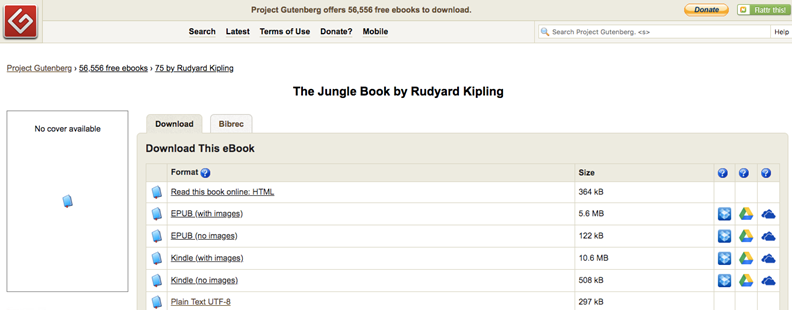 Project Gutenberg offers 56,556 free ebooks to download.
Donate
Flattr this!
Search Latest Terms of Use Donate? Mobile
Search Project Gutenberg. <s>
Help
Project Gutenberg › 56,556 free ebooks › 75 by Rudyard Kipling
The Jungle Book by Rudyard Kipling
No cover available
Download Bibrec
Download This eBook
Format ? Size ? ? ?
Read this book online: HTML 364 kB
EPUB (with images) 5.6 MB
EPUB (no images) 122 kB
Kindle (with images) 10.6 MB
Kindle (no images) 508 kB
Plain Text UTF-8 297 kB